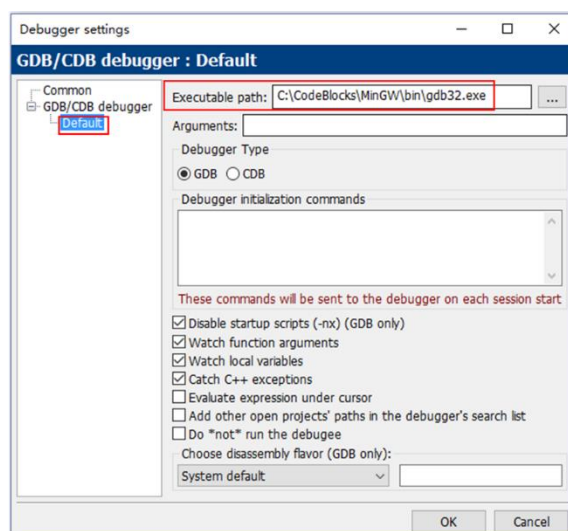 Debugger settings
GDB/CDB debugger : Default
Common
GDB/CDB debugger
Default
Executable path: C:\CodeBlocks\MinGW\bin\gdb32.exe ...
Arguments:
Debugger Type
GDB CDB
Debugger initialization commands
These commands will be sent to the debugger on each session start
Disable startup scripts (-nx) (GDB only)
Watch function arguments
Watch local variables
Catch C++ exceptions
Evaluate expression under cursor
Add other open projects' paths in the debugger's search list
Do *not* run the debugee
Choose disassembly flavor (GDB only):
System default
OK Cancel